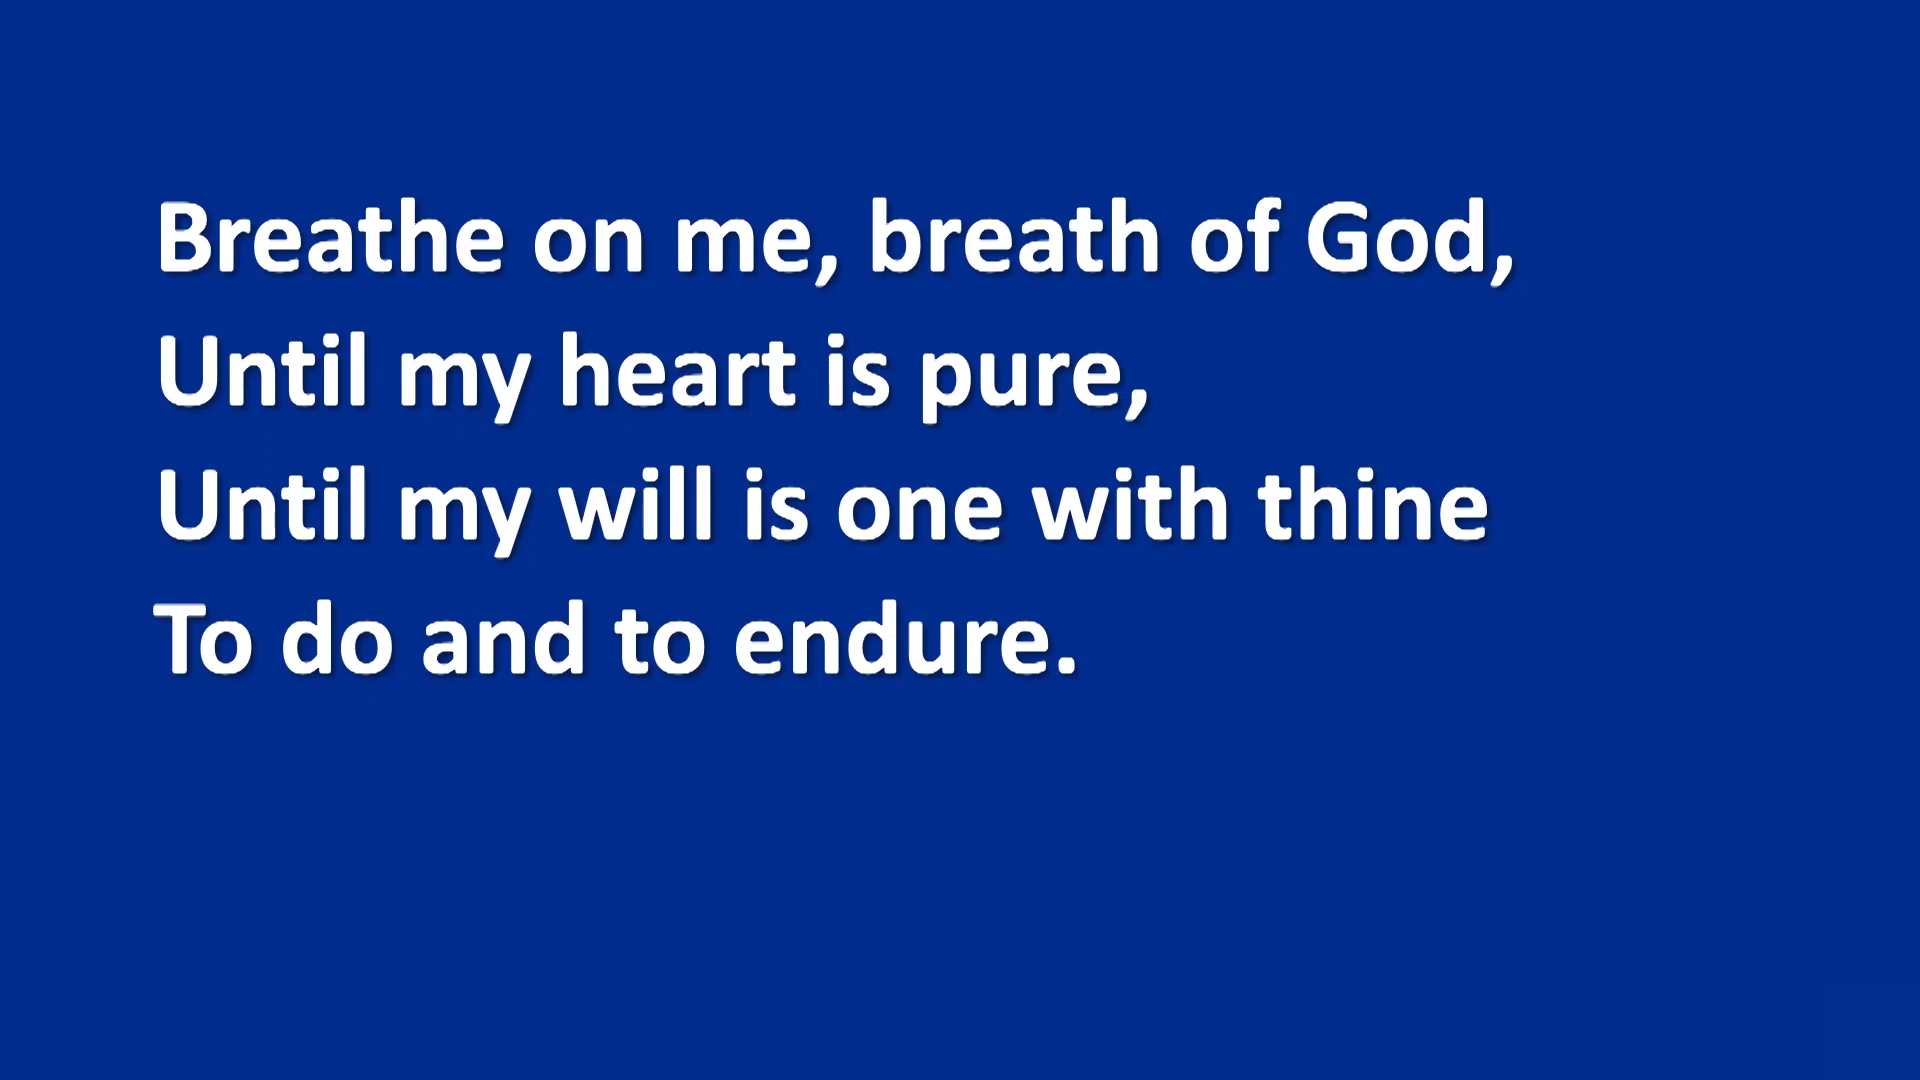 Breathe on me, breath of God,
Until my heart is pure,
Until my will is one with thine
To do and to endure.